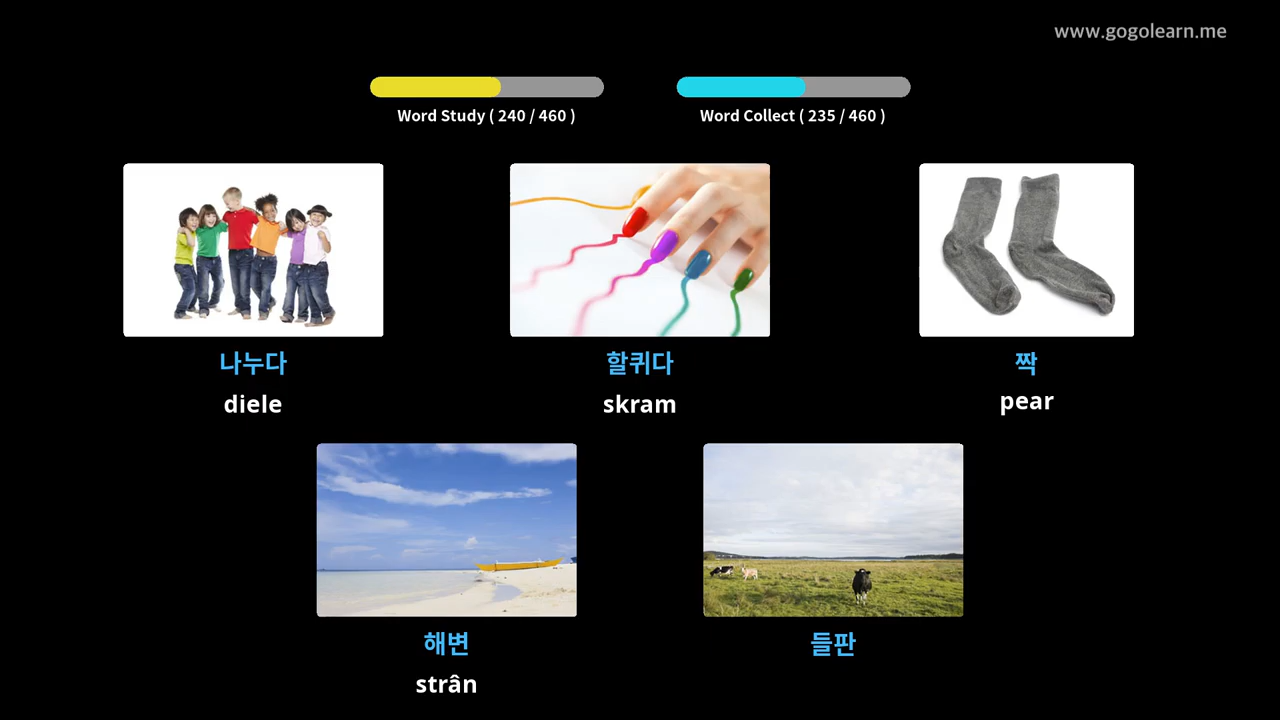 www.gogolearn.me
Word Study ( 240 / 460 )
Word Collect ( 235 / 460 )
나누다
diele
할퀴다
skram
짝
pear
해변
strân
들판